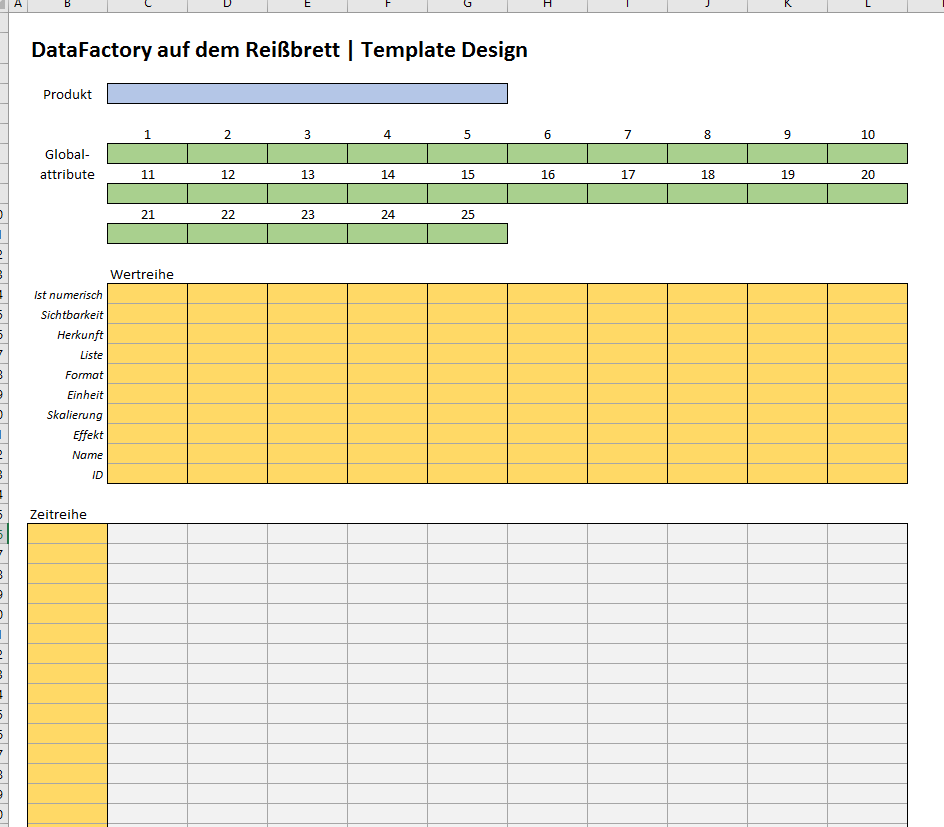 A B C D E F G H I J K L
DataFactory auf dem Reißbrett | Template Design
Produkt
1 2 3 4 5 6 7 8 9 10
Global-
attribute 11 12 13 14 15 16 17 18 19 20
21 22 23 24 25
Wertreihe
Ist numerisch
Sichtbarkeit
Herkunft
Liste
Format
Einheit
Skalierung
Effekt
Name
ID
Zeitreihe